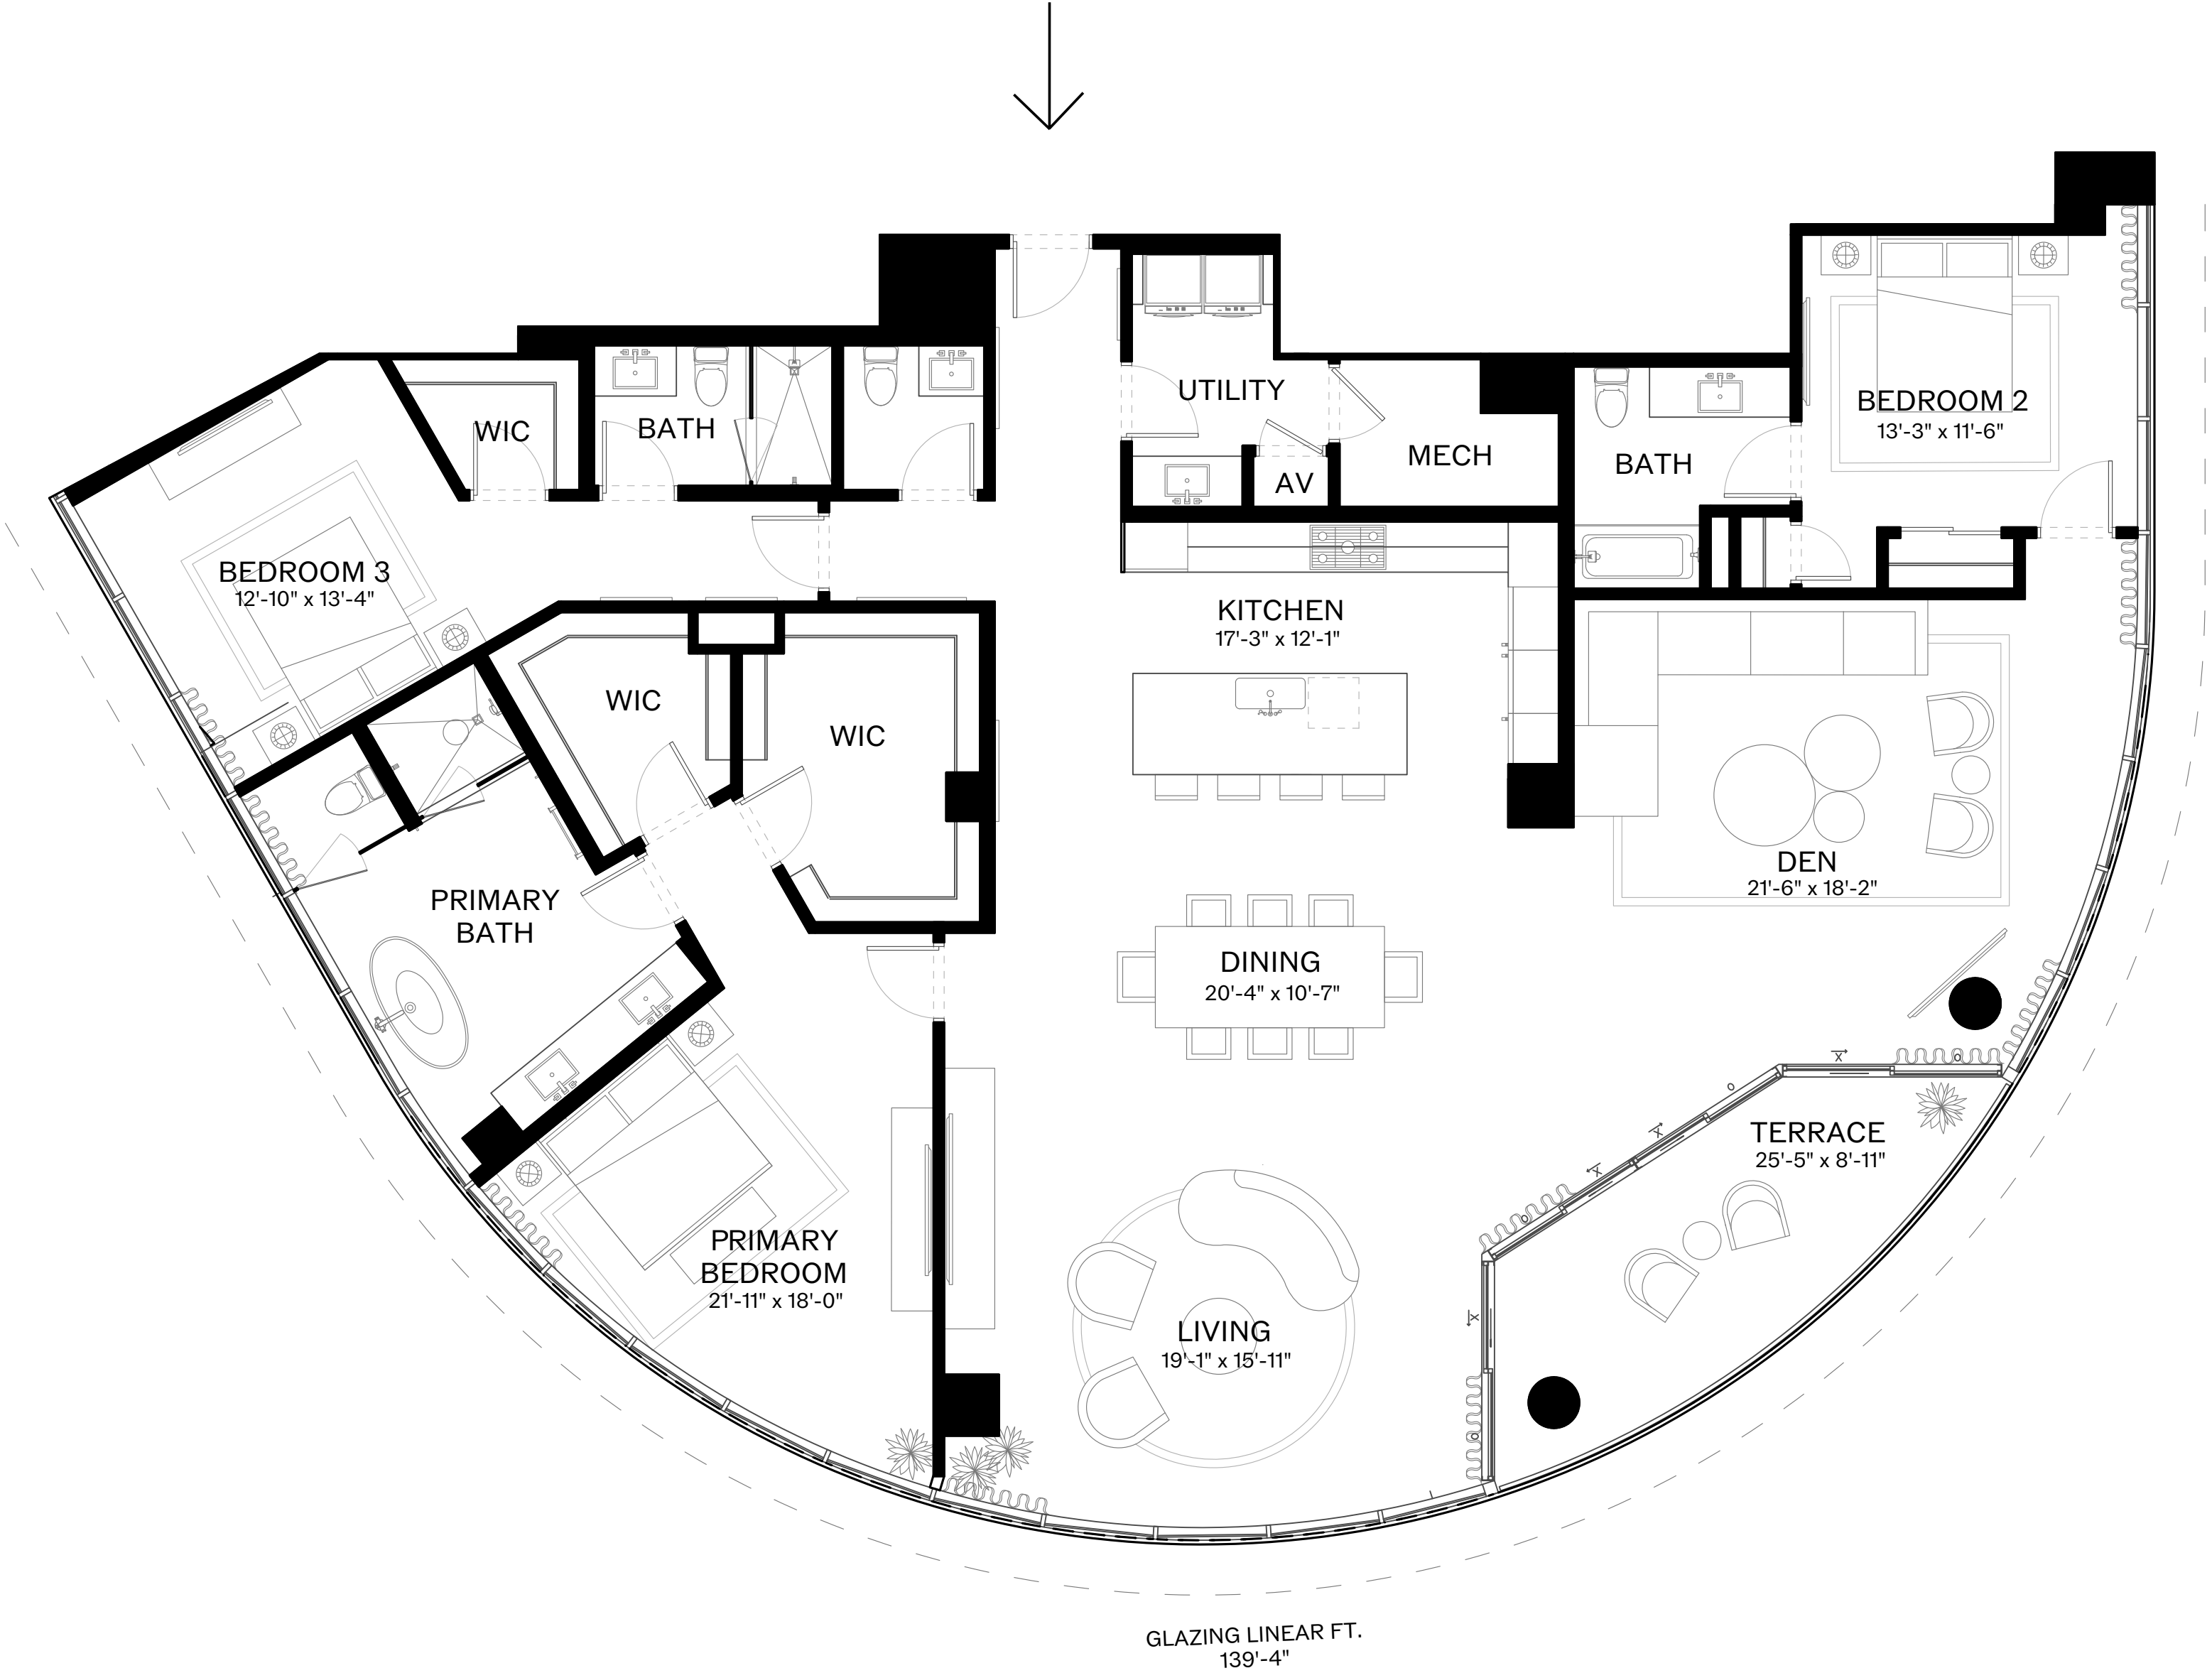 WIC
BATH
UTILITY
AV
MECH
BATH
BEDROOM 2
13'-3" x 11'-6"
BEDROOM 3
12'-10" x 13'-4"
KITCHEN
17'-3" x 12'-1"
WIC
WIC
DEN
21'-6" x 18'-2"
PRIMARY
BATH
DINING
20'-4" x 10'-7"
X
O
O
X
X
O
X
O
TERRACE
25'-5" x 8'-11"
PRIMARY
BEDROOM
21'-11" x 18'-0"
LIVING
19'-1" x 15'-11"
GLAZING LINEAR FT.
139'-4"